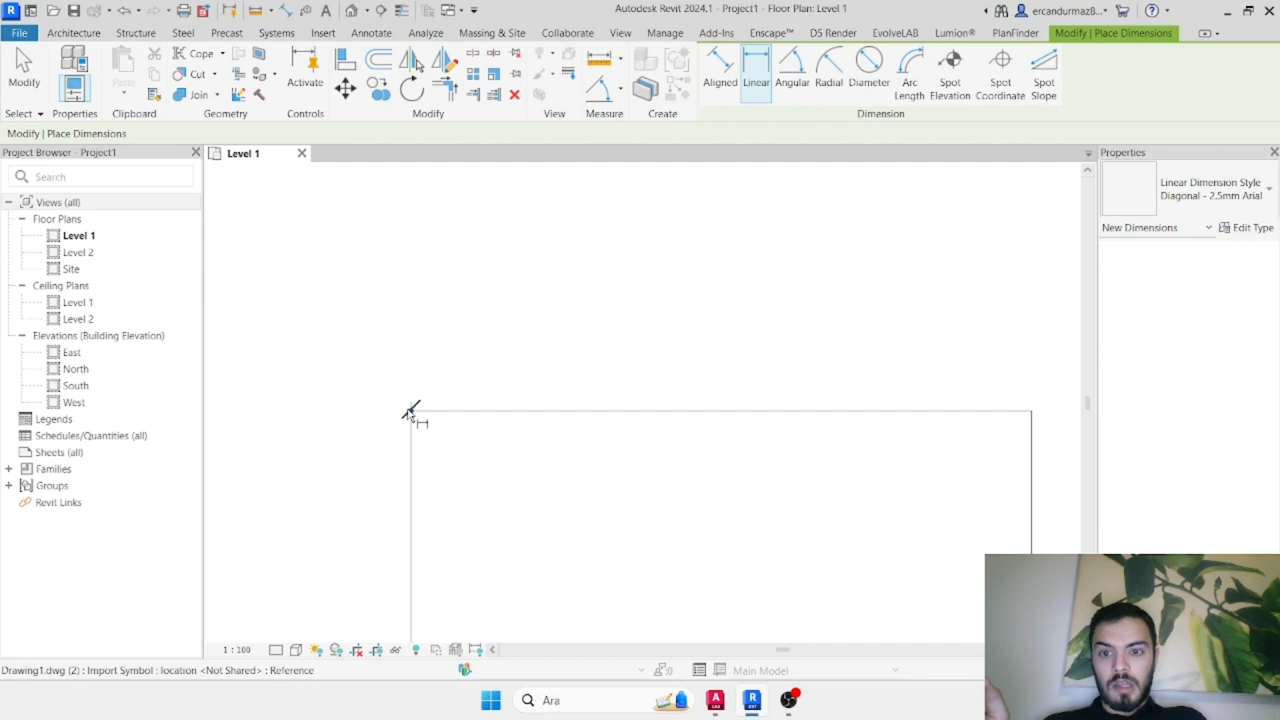 Autodesk Revit 2024.1 - Project1 - Floor Plan: Level 1
ercandurmaz8...
File Architecture Structure Steel Precast Systems Insert Annotate Analyze Massing & Site Collaborate View Manage Add-Ins Enscape™ D5 Render EvolveLAB Lumion® PlanFinder Modify | Place Dimensions
Modify
Properties
Paste
Cope
Cut
Join
Activate
Aligned Linear Angular Radial Diameter Arc Length Spot Elevation Spot Coordinate Spot Slope
Select Properties Clipboard Geometry Controls Modify View Measure Create Dimension
Modify | Place Dimensions
Project Browser - Project1
Search
Views (all)
Floor Plans
Level 1
Level 2
Site
Ceiling Plans
Level 1
Level 2
Elevations (Building Elevation)
East
North
South
West
Legends
Schedules/Quantities (all)
Sheets (all)
Families
Groups
Revit Links
Level 1
Properties
Linear Dimension Style
Diagonal - 2.5mm Arial
New Dimensions
Edit Type
1 : 100
Drawing1.dwg (2) : Import Symbol : location <Not Shared> : Reference
:0
Main Model
Ara